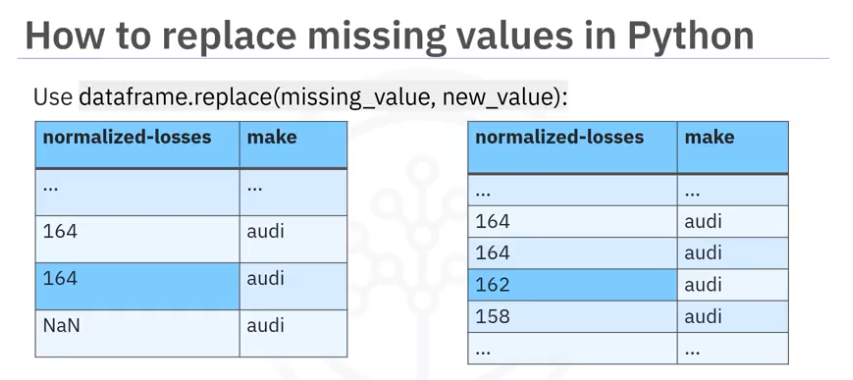 How to replace missing values in Python
Use dataframe.replace(missing_value, new_value):
normalized-losses make
... ...
164 audi
164 audi
NaN audi
normalized-losses make
... ...
164 audi
164 audi
162 audi
158 audi
... ...